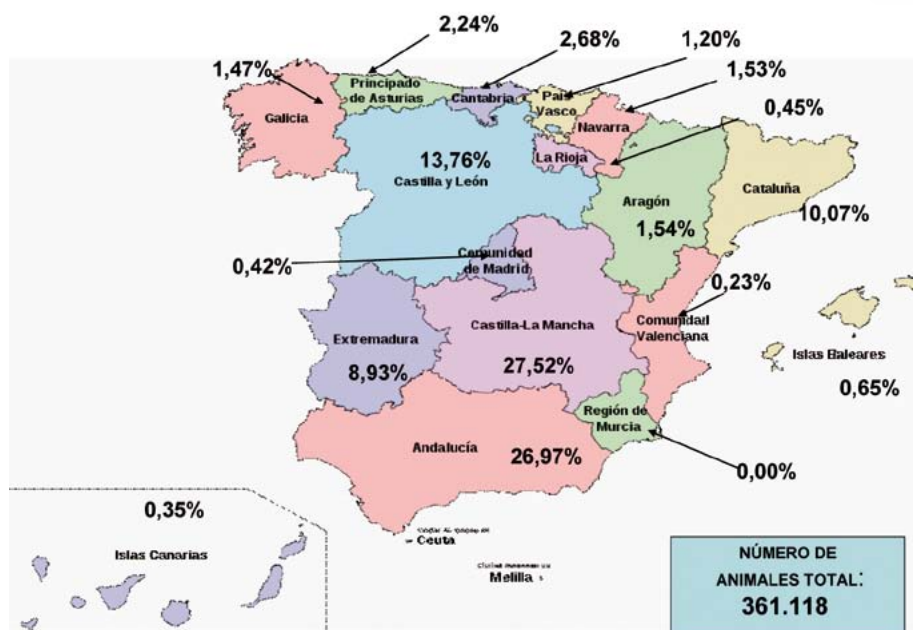 2,24%
2,68%
1,20%
1,47%
1,53%
0,45%
Principado
de Asturias
Cantabria
País
Vasco
Galicia
Navarra
La Rioja
13,76%
Castilla y León
Cataluña
10,07%
Aragón
1,54%
0,42%
Comunidad
de Madrid
0,23%
Comunidad
Valenciana
Castilla-La Mancha
27,52%
Extremadura
8,93%
Islas Baleares
0,65%
Región de
Murcia
Andalucía
26,97%
0,00%
0,35%
Islas Canarias
Ceuta
Melilla
NÚMERO DE
ANIMALES TOTAL:
361.118